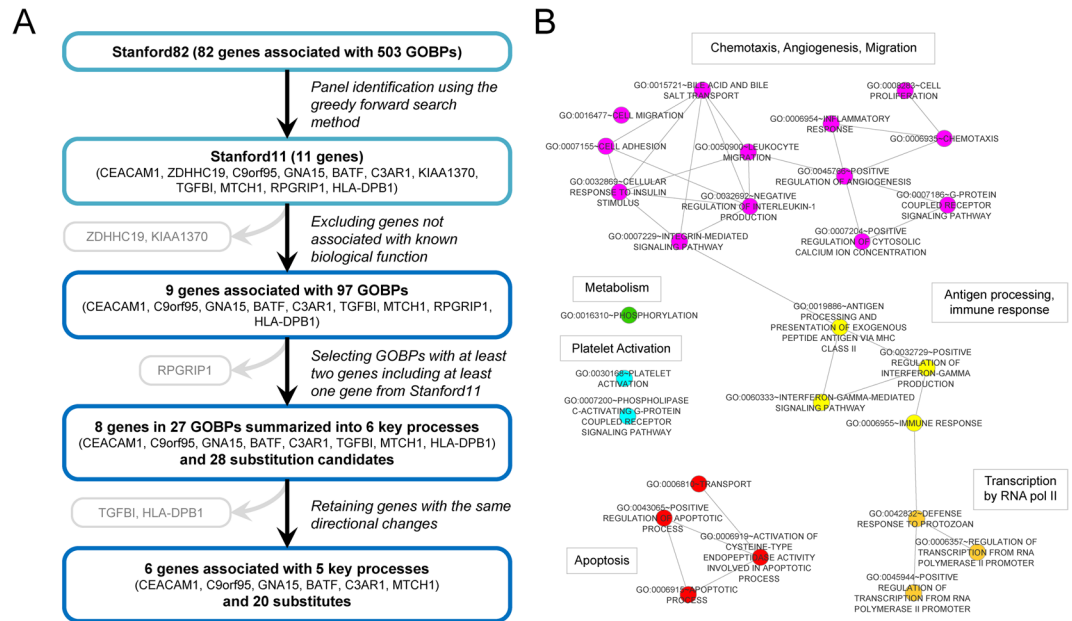 A
Stanford82 (82 genes associated with 503 GOBPs)
Panel identification using the
greedy forward search
method
Stanford11 (11 genes)
(CEACAM1, ZDHHC19, C9orf95, GNA15, BATF, C3AR1, KIAA1370,
TGFBI, MTCH1, RPGRIP1, HLA-DPB1)
ZDHHC19, KIAA1370
Excluding genes not
associated with known
biological function
9 genes associated with 97 GOBPs
(CEACAM1, C9orf95, GNA15, BATF, C3AR1, TGFBI, MTCH1, RPGRIP1,
HLA-DPB1)
RPGRIP1
Selecting GOBPs with at least
two genes including at least
one gene from Stanford11
8 genes in 27 GOBPs summarized into 6 key processes
(CEACAM1, C9orf95, GNA15, BATF, C3AR1, TGFBI, MTCH1, HLA-DPB1)
and 28 substitution candidates
TGFBI, HLA-DPB1
Retaining genes with the same
directional changes
6 genes associated with 5 key processes
(CEACAM1, C9orf95, GNA15, BATF, C3AR1, MTCH1)
and 20 substitutes
B
Chemotaxis, Angiogenesis, Migration
GO:0015721~BILE ACID AND BILE
SALT TRANSPORT
GO:0008283~CELL
PROLIFERATION
GO:0016477~CELL MIGRATION
GO:0006954~INFLAMMATORY
RESPONSE
GO:0006935~CHEMOTAXIS
GO:0007155~CELL ADHESION
GO:0050900~LEUKOCYTE
MIGRATION
GO:0045766~POSITIVE
REGULATION OF ANGIOGENESIS
GO:0032869~CELLULAR
RESPONSE TO INSULIN
STIMULUS
GO:0032692~NEGATIVE
REGULATION OF INTERLEUKIN-1
PRODUCTION
GO:0007186~G-PROTEIN
COUPLED RECEPTOR
SIGNALING PATHWAY
GO:0007229~INTEGRIN-MEDIATED
SIGNALING PATHWAY
GO:0007204~POSITIVE
REGULATION OF CYTOSOLIC
CALCIUM ION CONCENTRATION
Metabolism
GO:0016310~PHOSPHORYLATION
Antigen processing,
immune response
GO:0019886~ANTIGEN
PROCESSING AND
PRESENTATION OF EXOGENOUS
PEPTIDE ANTIGEN VIA MHC
CLASS II
Platelet Activation
GO:0030168~PLATELET
ACTIVATION
GO:0032729~POSITIVE
REGULATION OF
INTERFERON-GAMMA
PRODUCTION
GO:0007200~PHOSPHOLIPASE
C-ACTIVATING G-PROTEIN
COUPLED RECEPTOR
SIGNALING PATHWAY
GO:0060333~INTERFERON-GAMMA-MEDIATED
SIGNALING PATHWAY
GO:0006955~IMMUNE RESPONSE
Transcription
by RNA pol II
GO:0006810~TRANSPORT
GO:0043065~POSITIVE
REGULATION OF APOPTOTIC
PROCESS
GO:0006919~ACTIVATION OF
CYSTEINE-TYPE
ENDOPEPTIDASE ACTIVITY
INVOLVED IN APOPTOTIC
PROCESS
Apoptosis
GO:0006915~APOPTOTIC
PROCESS
GO:0042832~DEFENSE
RESPONSE TO PROTOZOAN
GO:0006357~REGULATION OF
TRANSCRIPTION FROM RNA
POLYMERASE II PROMOTER
GO:0045944~POSITIVE
REGULATION OF
TRANSCRIPTION FROM RNA
POLYMERASE II PROMOTER